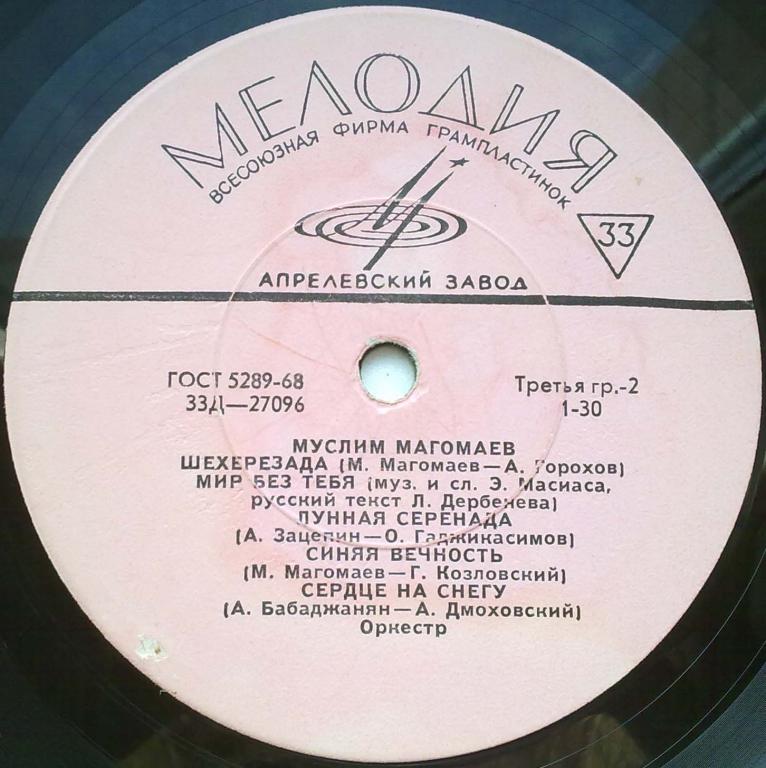 МЕЛОДИЯ
ВСЕСОЮЗНАЯ ФИРМА ГРАМПЛАСТИНОК
33
АПРЕЛЕВСКИЙ ЗАВОД
ГОСТ 5289-68
33Д—27096
Третья гр.-2
1-30
МУСЛИМ МАГОМАЕВ
ШЕХЕРЕЗАДА (М. Магомаев—А. Горохов)
МИР БЕЗ ТЕБЯ (муз. и сл. Э. Масиаса,
русский текст Л. Дербенева)
ЛУННАЯ СЕРЕНАДА
(А. Зацепин—О. Гаджикасимов)
СИНЯЯ ВЕЧНОСТЬ
(М. Магомаев—Г. Козловский)
СЕРДЦЕ НА СНЕГУ
(А. Бабаджанян—А. Дмоховский)
Оркестр